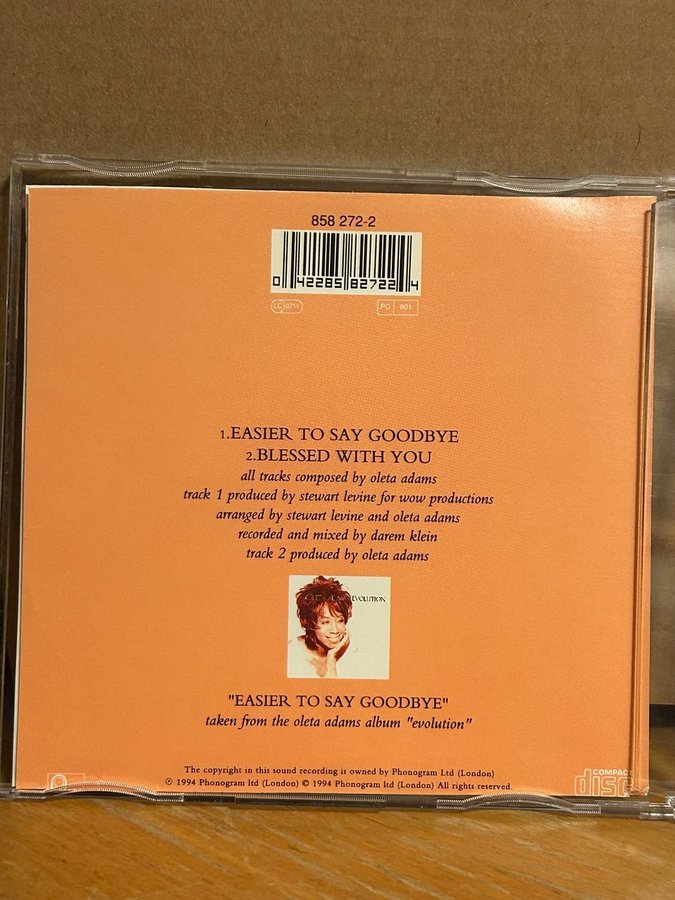 858 272-2
0 42285 82722 4
LC 0211
PG 901
1.EASIER TO SAY GOODBYE
2.BLESSED WITH YOU
all tracks composed by oleta adams
track 1 produced by stewart levine for wow productions
arranged by stewart levine and oleta adams
recorded and mixed by darem klein
track 2 produced by oleta adams
EVOLUTION
"EASIER TO SAY GOODBYE"
taken from the oleta adams album "evolution"
The copyright in this sound recording is owned by Phonogram Ltd (London)
℗ 1994 Phonogram ltd (London) © 1994 Phonogram ltd (London) All rights reserved.
COMPACT
disc